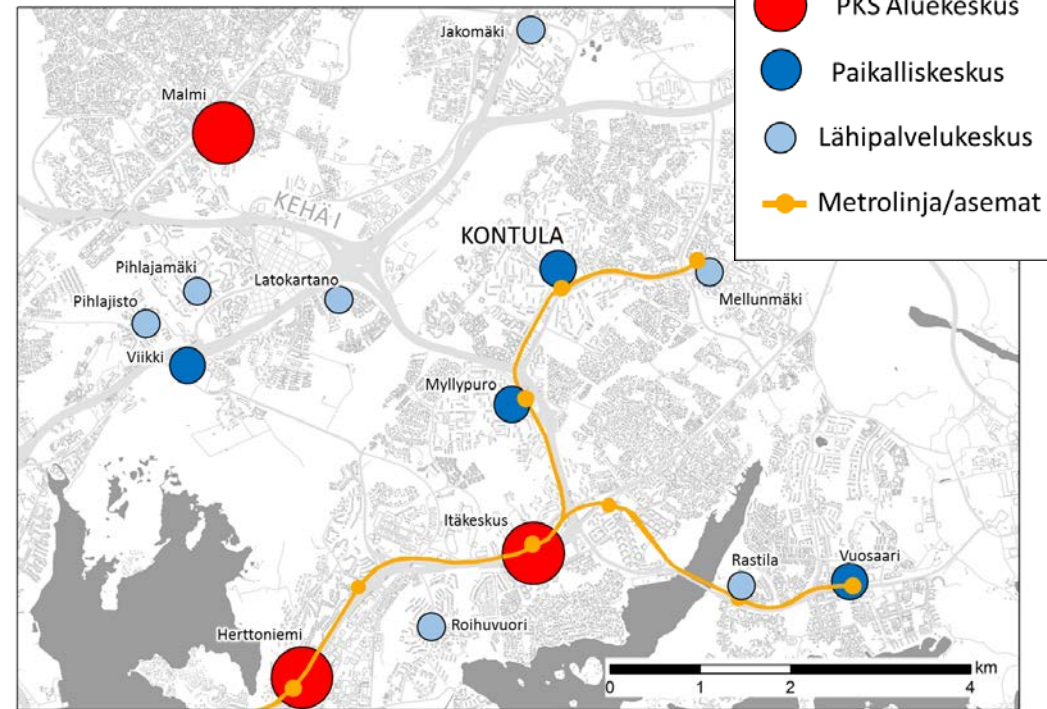 PKS Aluekeskus
Paikalliskeskus
Lähipalvelukeskus
Metrolinja/asemat
Jakomäki
Malmi
KEHÄ I
KONTULA
Pihlajamäki
Latokartano
Mellunmäki
Pihlajisto
Viikki
Myllypuro
Itäkeskus
Rastila
Vuosaari
Roihuvuori
Herttoniemi
km
0 1 2 4